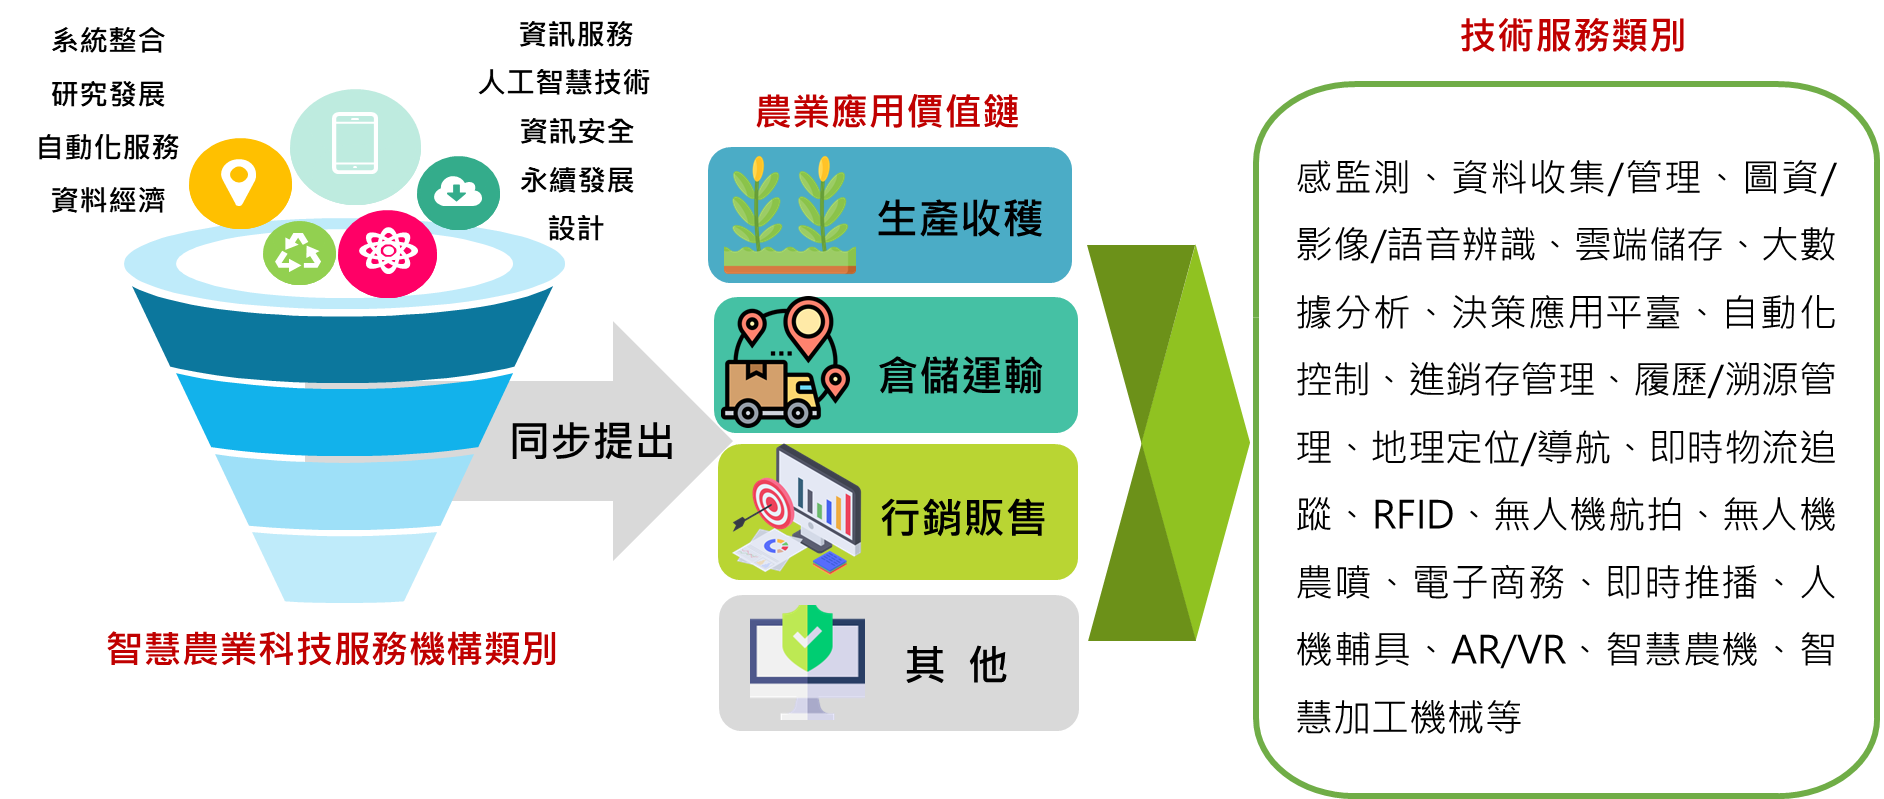 系統整合
研究發展
自動化服務
資料經濟
資訊服務
人工智慧技術
資訊安全
永續發展
設計
智慧農業科技服務機構類別
同步提出
農業應用價值鏈
生產收穫
倉儲運輸
行銷販售
其 他
技術服務類別
感監測、資料收集/管理、圖資/
影像/語音辨識、雲端儲存、大數
據分析、決策應用平臺、自動化
控制、進銷存管理、履歷/溯源管
理、地理定位/導航、即時物流追
蹤、RFID、無人機航拍、無人機
農噴、電子商務、即時推播、人
機輔具、AR/VR、智慧農機、智
慧加工機械等